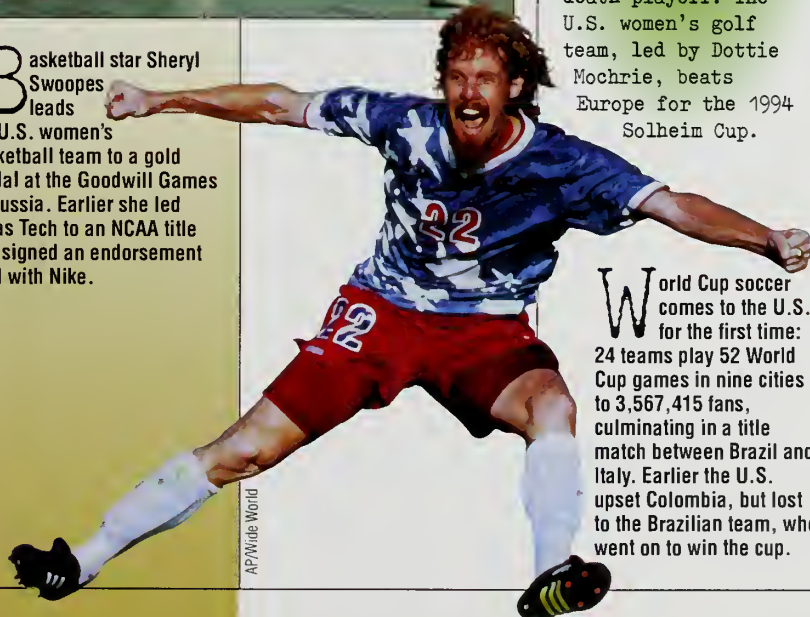 death playoff. The
U.S. women's golf
team, led by Dottie
Mochrie, beats
Europe for the 1994
Solheim Cup.
Basketball star Sheryl
Swoopes
leads
U.S. women's
ketball team to a gold
dal at the Goodwill Games
ussia. Earlier she led
as Tech to an NCAA title
signed an endorsement
with Nike.
22
22
World Cup soccer
comes to the U.S.
for the first time:
24 teams play 52 World
Cup games in nine cities
to 3,567,415 fans,
culminating in a title
match between Brazil and
Italy. Earlier the U.S.
upset Colombia, but lost
to the Brazilian team, who
went on to win the cup.
AP/Wide World